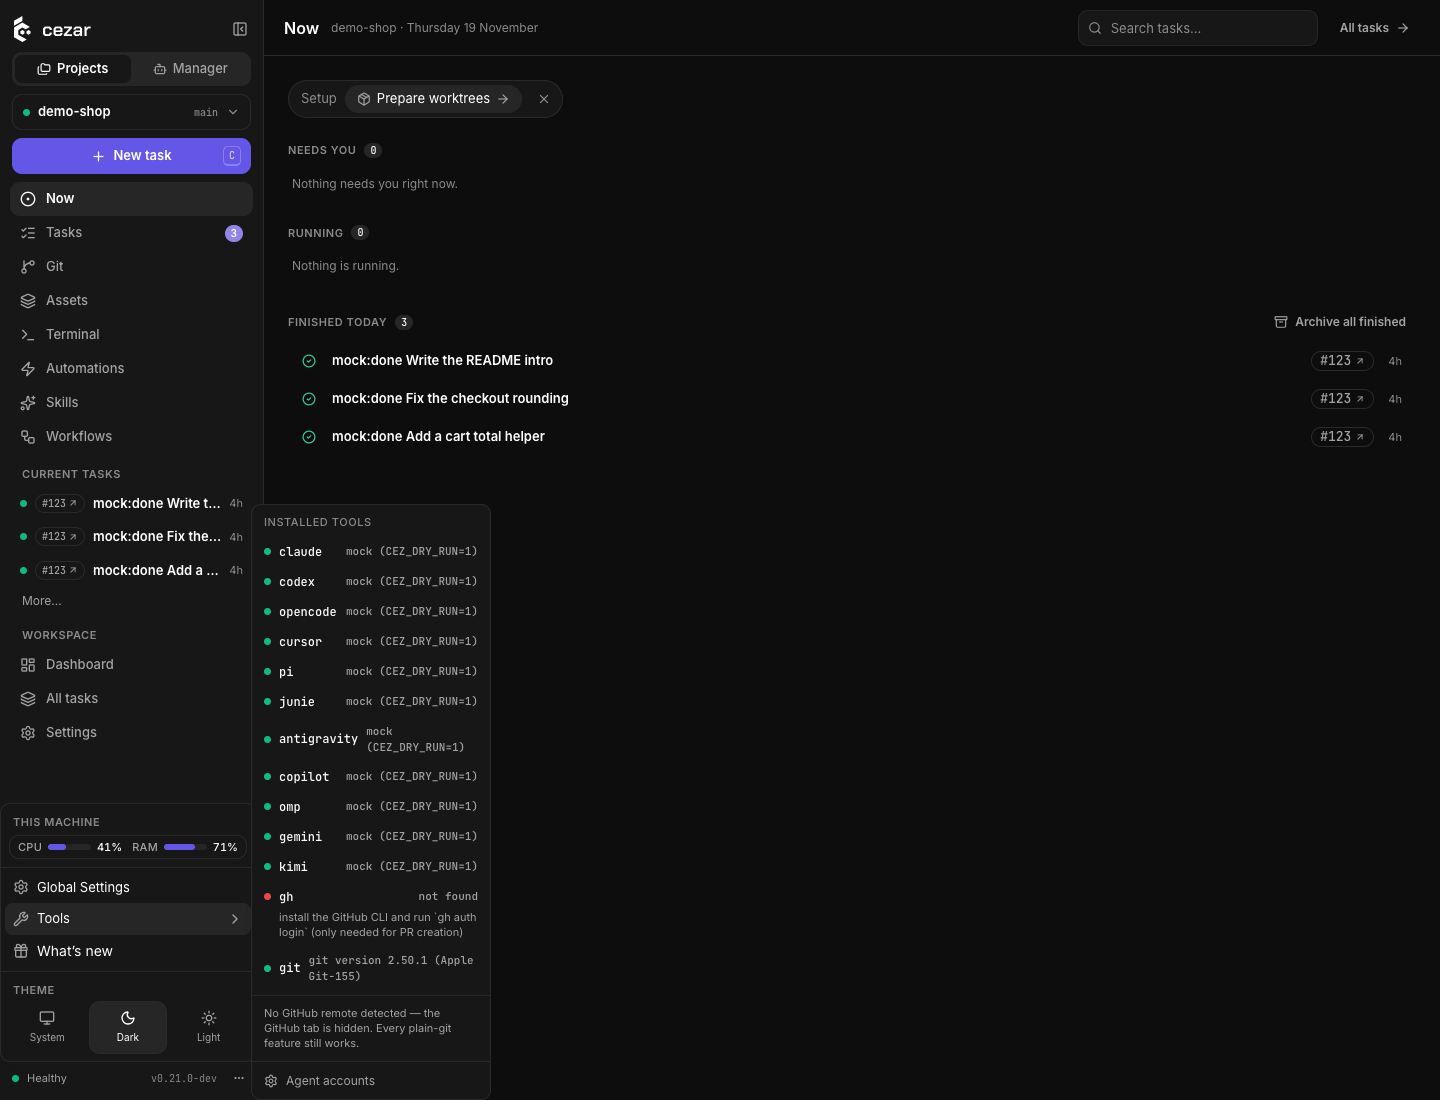 cezar
Projects
Manager
demo-shop
main
New task
C
Now
Tasks
3
Git
Assets
Terminal
Automations
Skills
Workflows
CURRENT TASKS
#123 mock:done Write t... 4h
#123 mock:done Fix the... 4h
#123 mock:done Add a ... 4h
More...
WORKSPACE
Dashboard
All tasks
Settings
THIS MACHINE
CPU 41% RAM 71%
Global Settings
Tools
What's new
THEME
System
Dark
Light
Healthy
v0.21.0-dev
Now
demo-shop · Thursday 19 November
Search tasks...
All tasks
Setup
Prepare worktrees
NEEDS YOU 0
Nothing needs you right now.
RUNNING 0
Nothing is running.
FINISHED TODAY 3
Archive all finished
mock:done Write the README intro
#123
4h
mock:done Fix the checkout rounding
#123
4h
mock:done Add a cart total helper
#123
4h
INSTALLED TOOLS
claude mock (CEZ_DRY_RUN=1)
codex mock (CEZ_DRY_RUN=1)
opencode mock (CEZ_DRY_RUN=1)
cursor mock (CEZ_DRY_RUN=1)
pi mock (CEZ_DRY_RUN=1)
junie mock (CEZ_DRY_RUN=1)
antigravity mock
(CEZ_DRY_RUN=1)
copilot mock (CEZ_DRY_RUN=1)
omp mock (CEZ_DRY_RUN=1)
gemini mock (CEZ_DRY_RUN=1)
kimi mock (CEZ_DRY_RUN=1)
gh not found
install the GitHub CLI and run `gh auth
login` (only needed for PR creation)
git git version 2.50.1 (Apple
Git-155)
No GitHub remote detected — the
GitHub tab is hidden. Every plain-git
feature still works.
Agent accounts